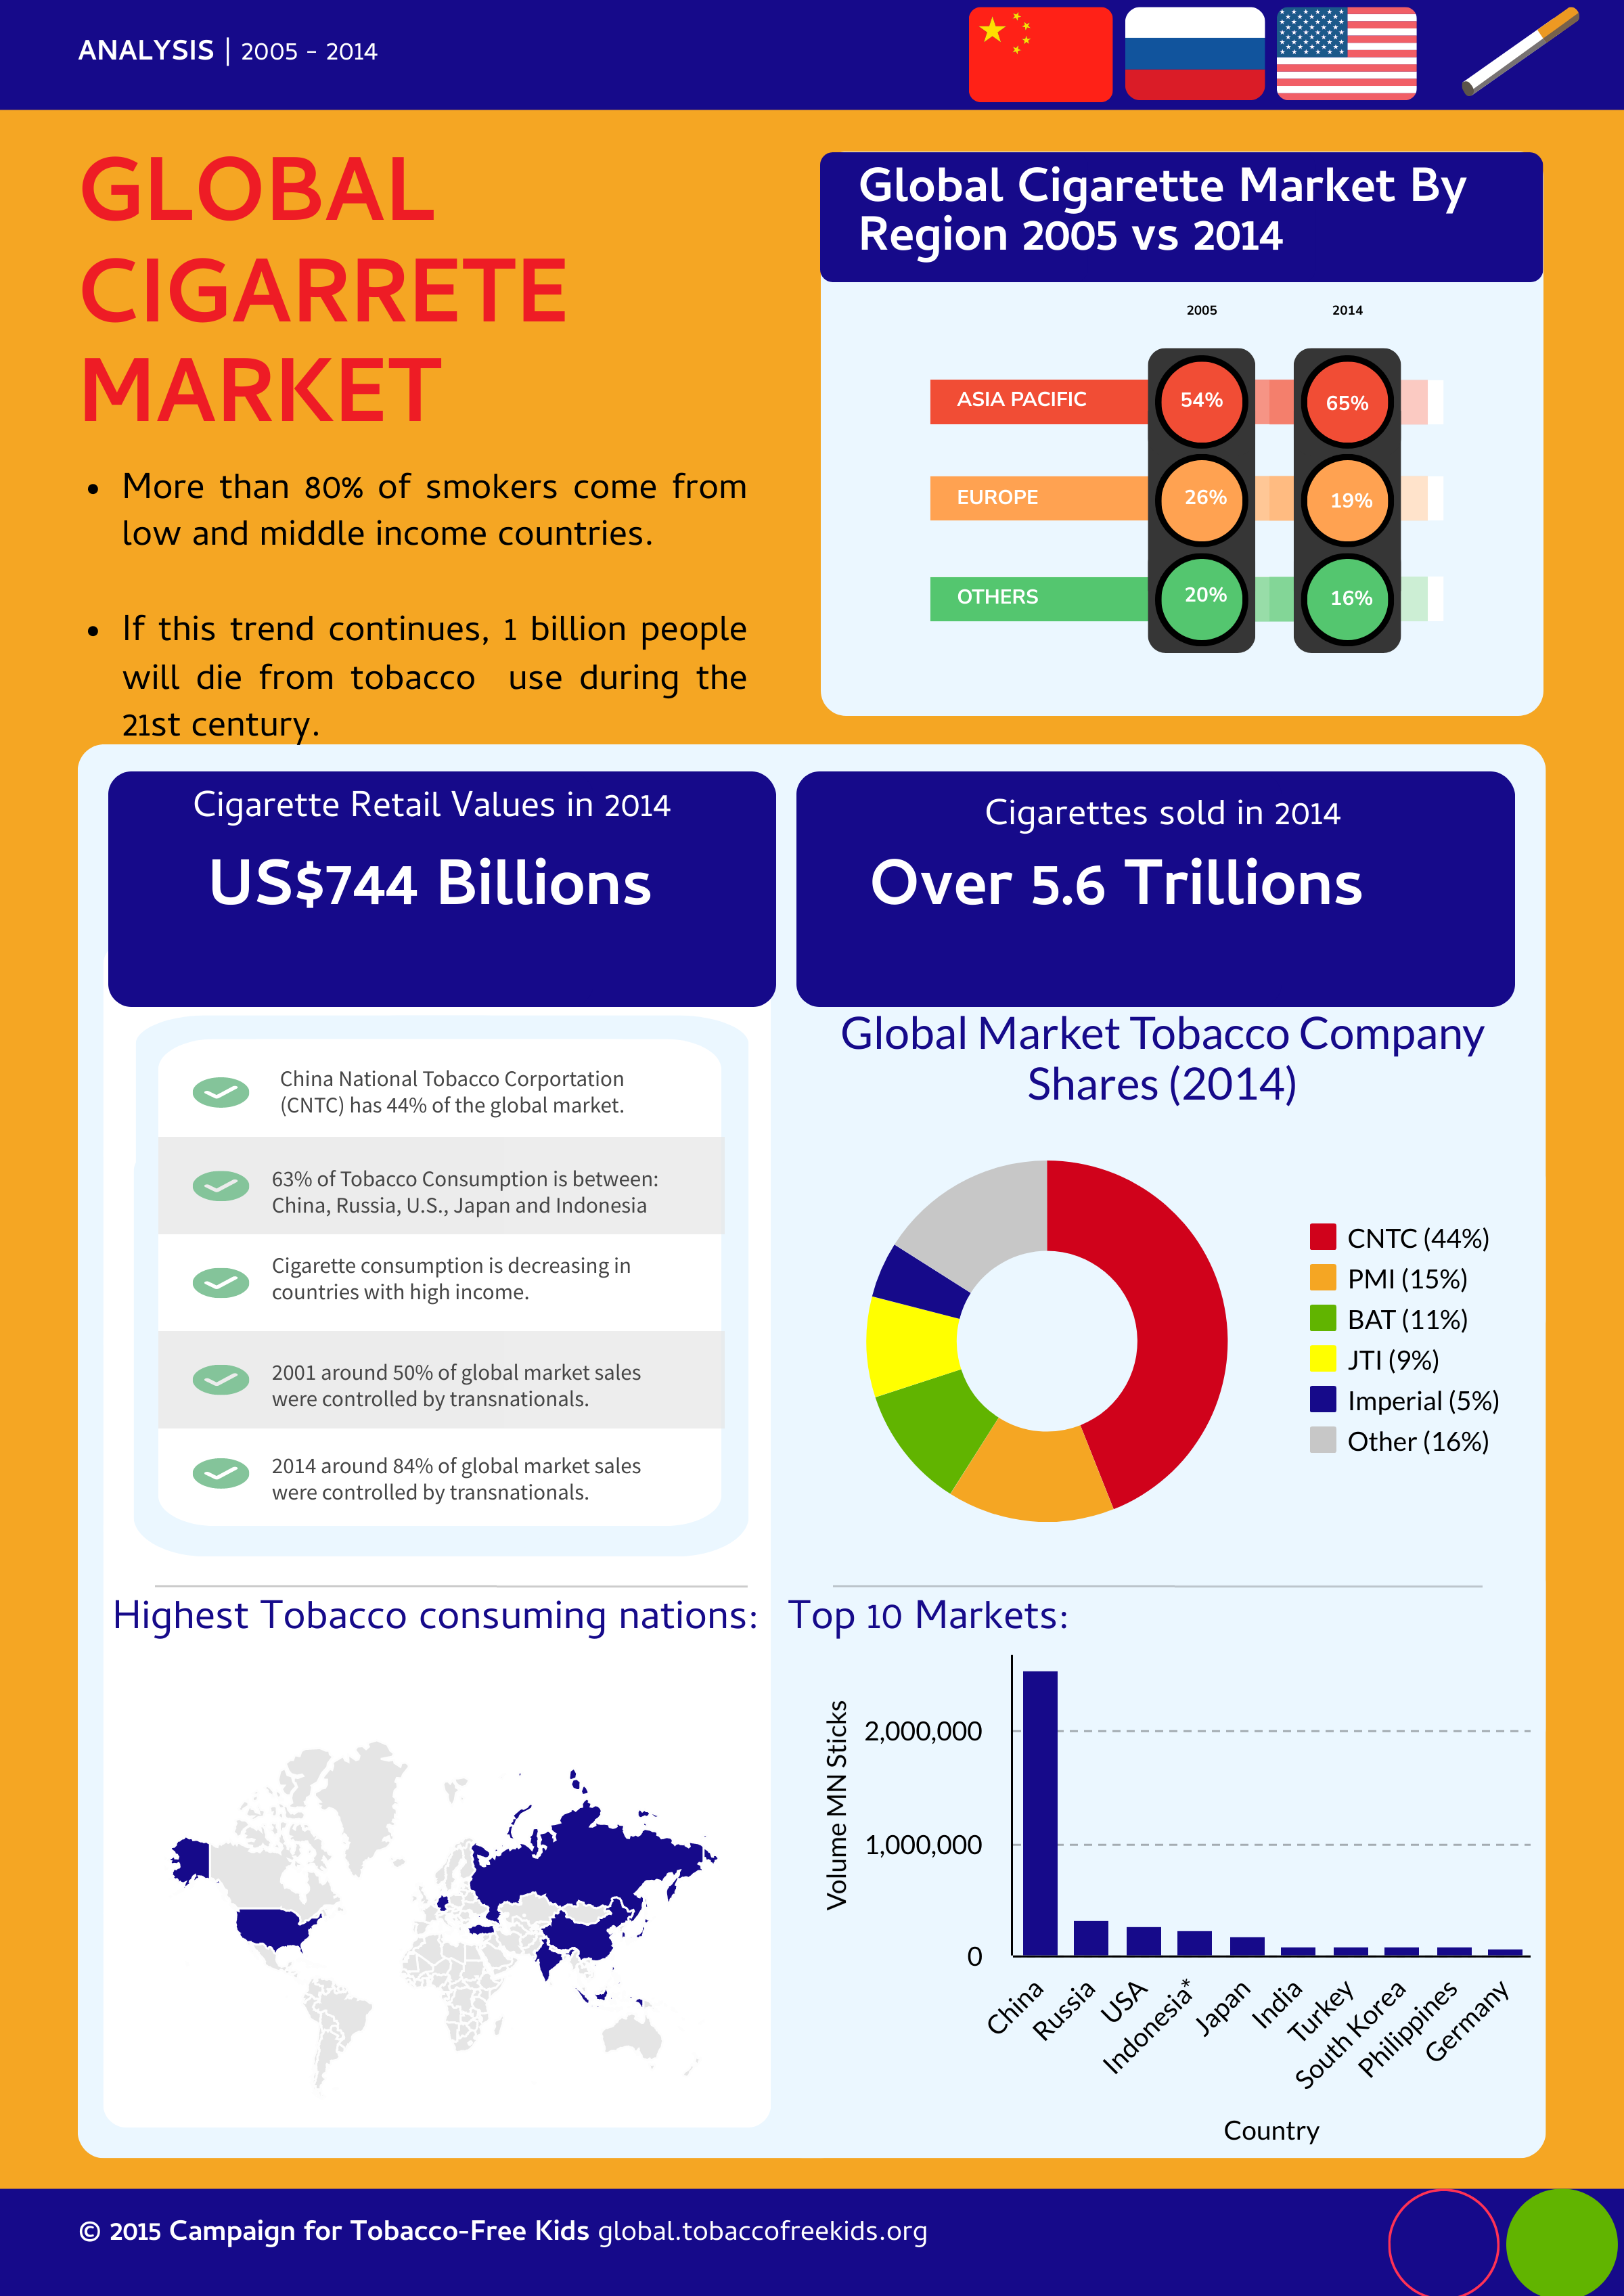 ANALYSIS | 2005 - 2014
GLOBAL
CIGARRETE
MARKET
• More than 80% of smokers come from
low and middle income countries.
• If this trend continues, 1 billion people
will die from tobacco use during the
21st century.
Global Cigarette Market By
Region 2005 vs 2014
2005 2014
ASIA PACIFIC 54% 65%
EUROPE 26% 19%
OTHERS 20% 16%
Cigarette Retail Values in 2014
US$744 Billions
Cigarettes sold in 2014
Over 5.6 Trillions
China National Tobacco Corportation
(CNTC) has 44% of the global market.
63% of Tobacco Consumption is between:
China, Russia, U.S., Japan and Indonesia
Cigarette consumption is decreasing in
countries with high income.
2001 around 50% of global market sales
were controlled by transnationals.
2014 around 84% of global market sales
were controlled by transnationals.
Global Market Tobacco Company
Shares (2014)
CNTC (44%)
PMI (15%)
BAT (11%)
JTI (9%)
Imperial (5%)
Other (16%)
Highest Tobacco consuming nations:
Top 10 Markets:
Volume MN Sticks
2,000,000
1,000,000
0
China
Russia
USA
Indonesia*
Japan
India
Turkey
South Korea
Philippines
Germany
Country
© 2015 Campaign for Tobacco-Free Kids global.tobaccofreekids.org